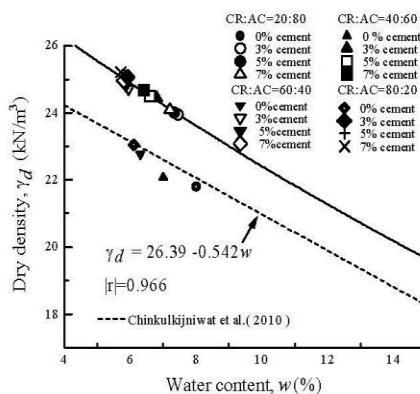 CR:AC=20:80
0% cement
3% cement
5% cement
7% cement
CR:AC=60:40
0%cement
3%cement
5%cement
7%cement
CR:AC=40:60
0 % cement
3% cement
5% cement
7% cement
CR:AC=80:20
0%cement
3%cement
5% cement
7% cement
Dry density, γd (kN/m³)
26
24
22
20
18
γd = 26.39 -0.542w
|r|=0.966
Chinkulkijniwat et al. ( 2010 )
4 6 8 10 12 14
Water content, w (%)